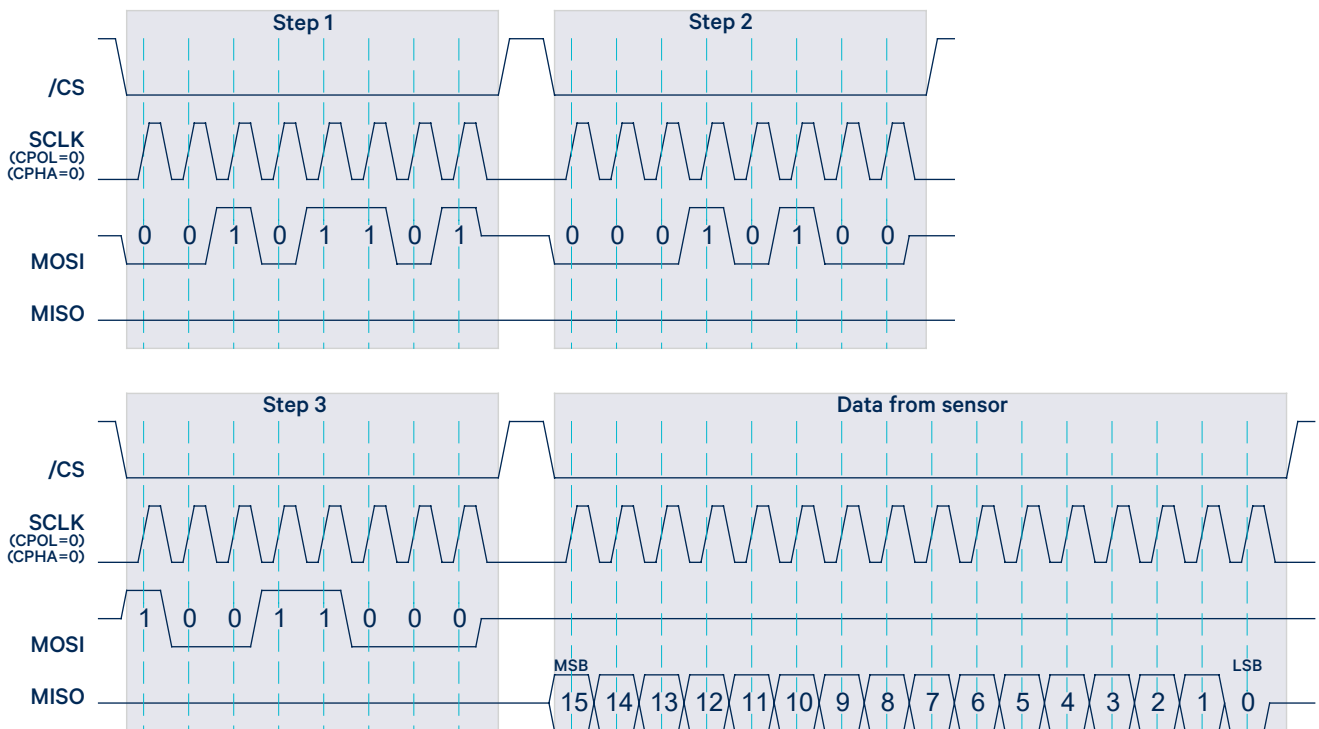 Step 1
Step 2
/CS
SCLK
(CPOL=0)
(CPHA=0)
0 0 1 0 1 1 0 1
0 0 0 1 0 1 0 0
MOSI
MISO
Step 3
Data from sensor
/CS
SCLK
(CPOL=0)
(CPHA=0)
1 0 0 1 1 0 0 0
MOSI
MSB
LSB
MISO
15 14 13 12 11 10 9 8 7 6 5 4 3 2 1 0